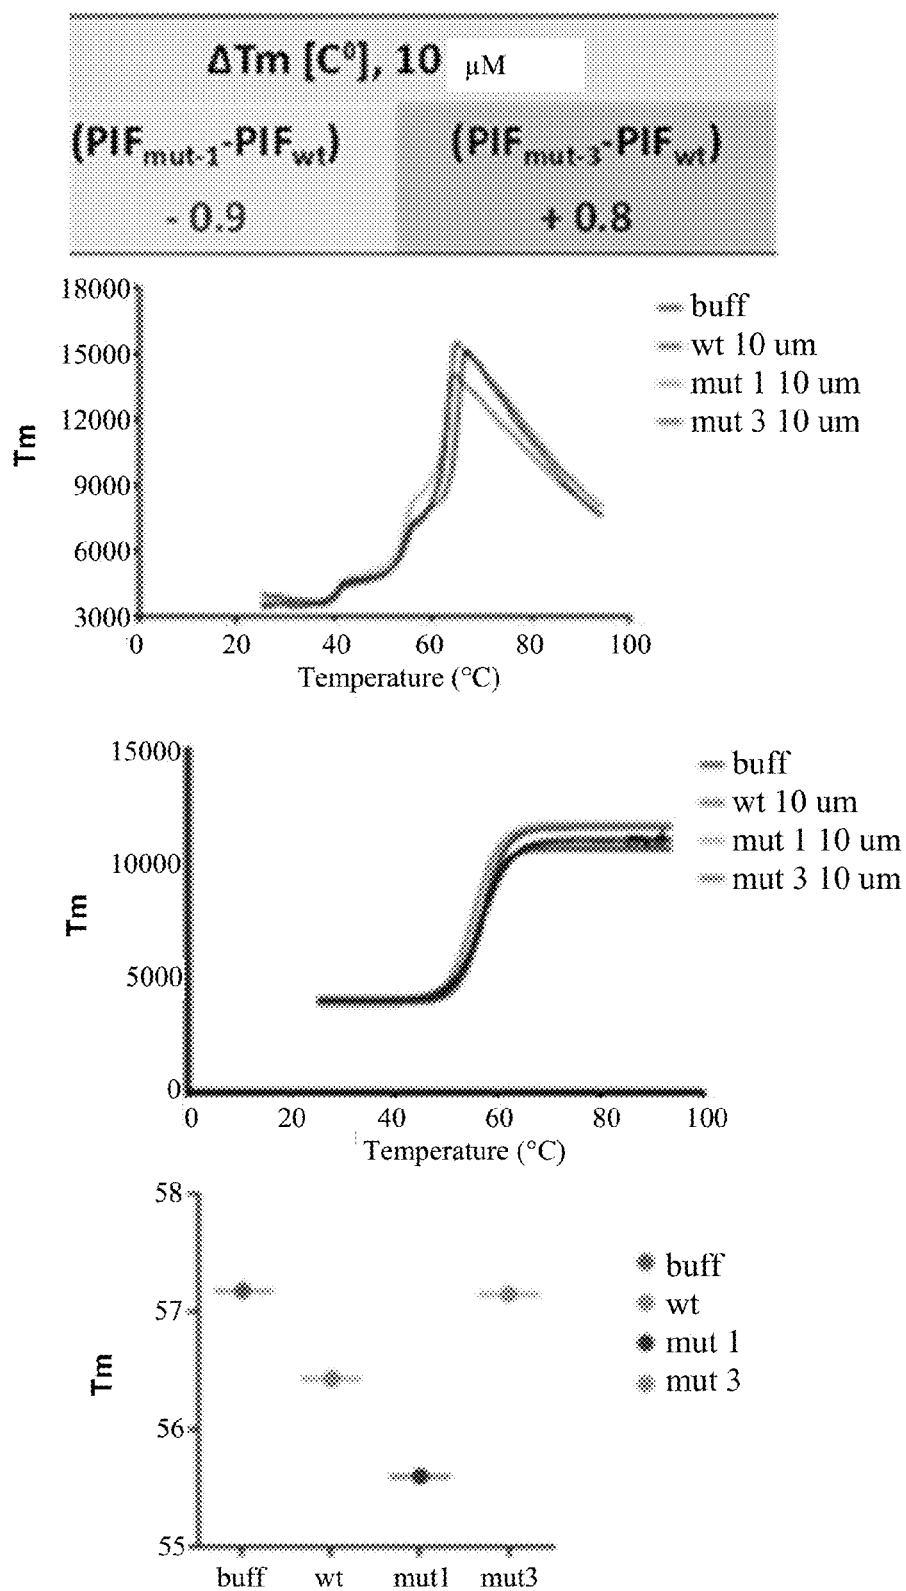 ΔTm [C⁰], 10 µM
(PIFmut-1-PIFwt) (PIFmut-3-PIFwt)
- 0.9 + 0.8
18000
15000
12000
9000
6000
3000
Tm
0 20 40 60 80 100
Temperature (°C)
buff
wt 10 um
mut 1 10 um
mut 3 10 um
15000
10000
5000
0
Tm
0 20 40 60 80 100
Temperature (°C)
buff
wt 10 um
mut 1 10 um
mut 3 10 um
58
57
56
55
Tm
buff wt mut1 mut3
buff
wt
mut 1
mut 3